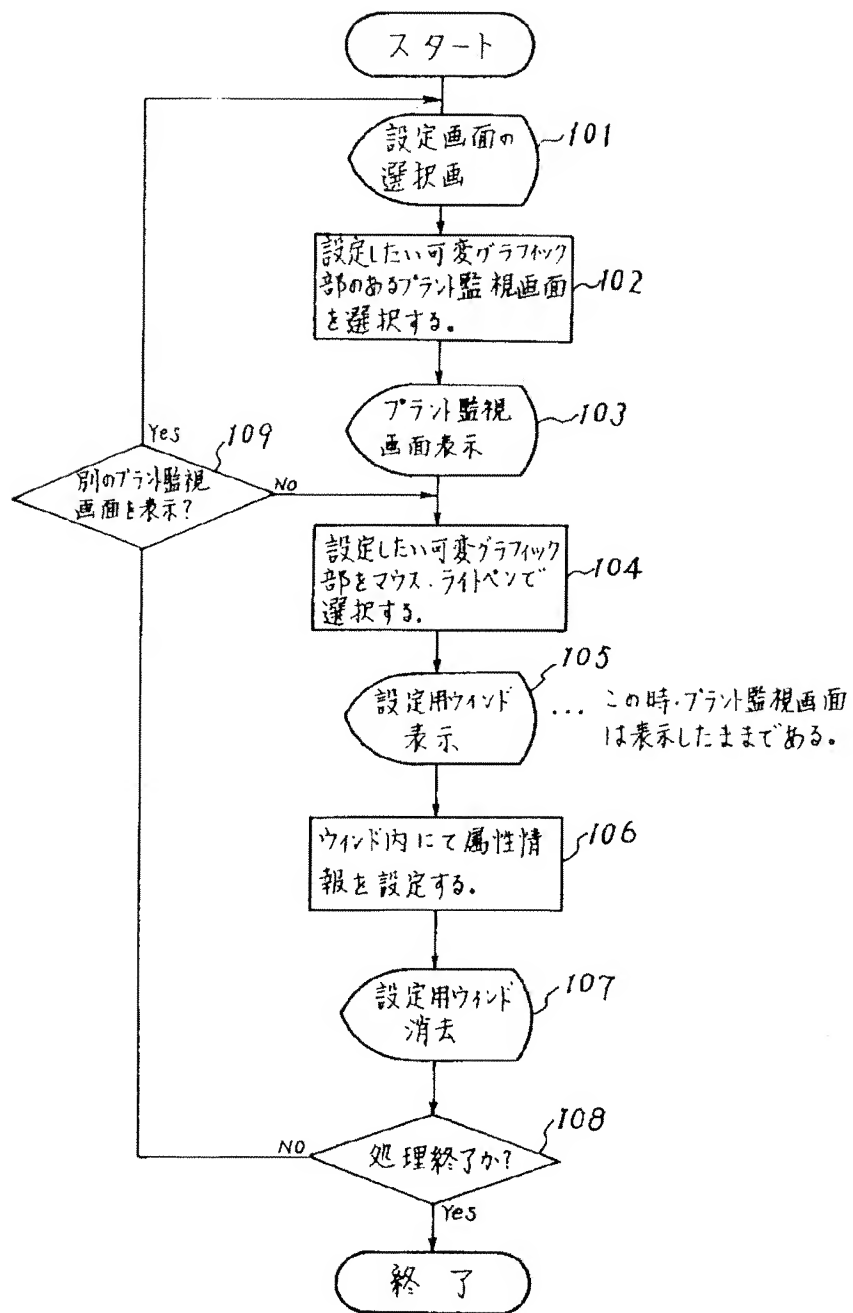 スタート
設定画面の
選択画
101
設定したい可変グラフィック
部のあるプラント監視画面
を選択する。
102
プラント監視
画面表示
103
Yes
109
別のプラント監視
画面を表示?
NO
設定したい可変グラフィック
部をマウス・ライトペンで
選択する。
104
105
設定用ウィンド
表示
... この時・プラント監視画面
は表示したままである。
ウィンド内にて属性情
報を設定する。
106
設定用ウィンド
消去
107
108
NO
処理終了か?
Yes
終了